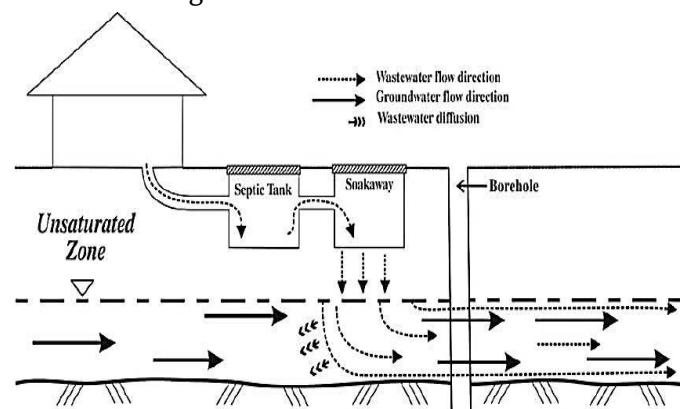 Wastewater flow direction
Groundwater flow direction
Wastewater diffusion
Septic Tank
Soakaway
Borehole
Unsaturated
Zone